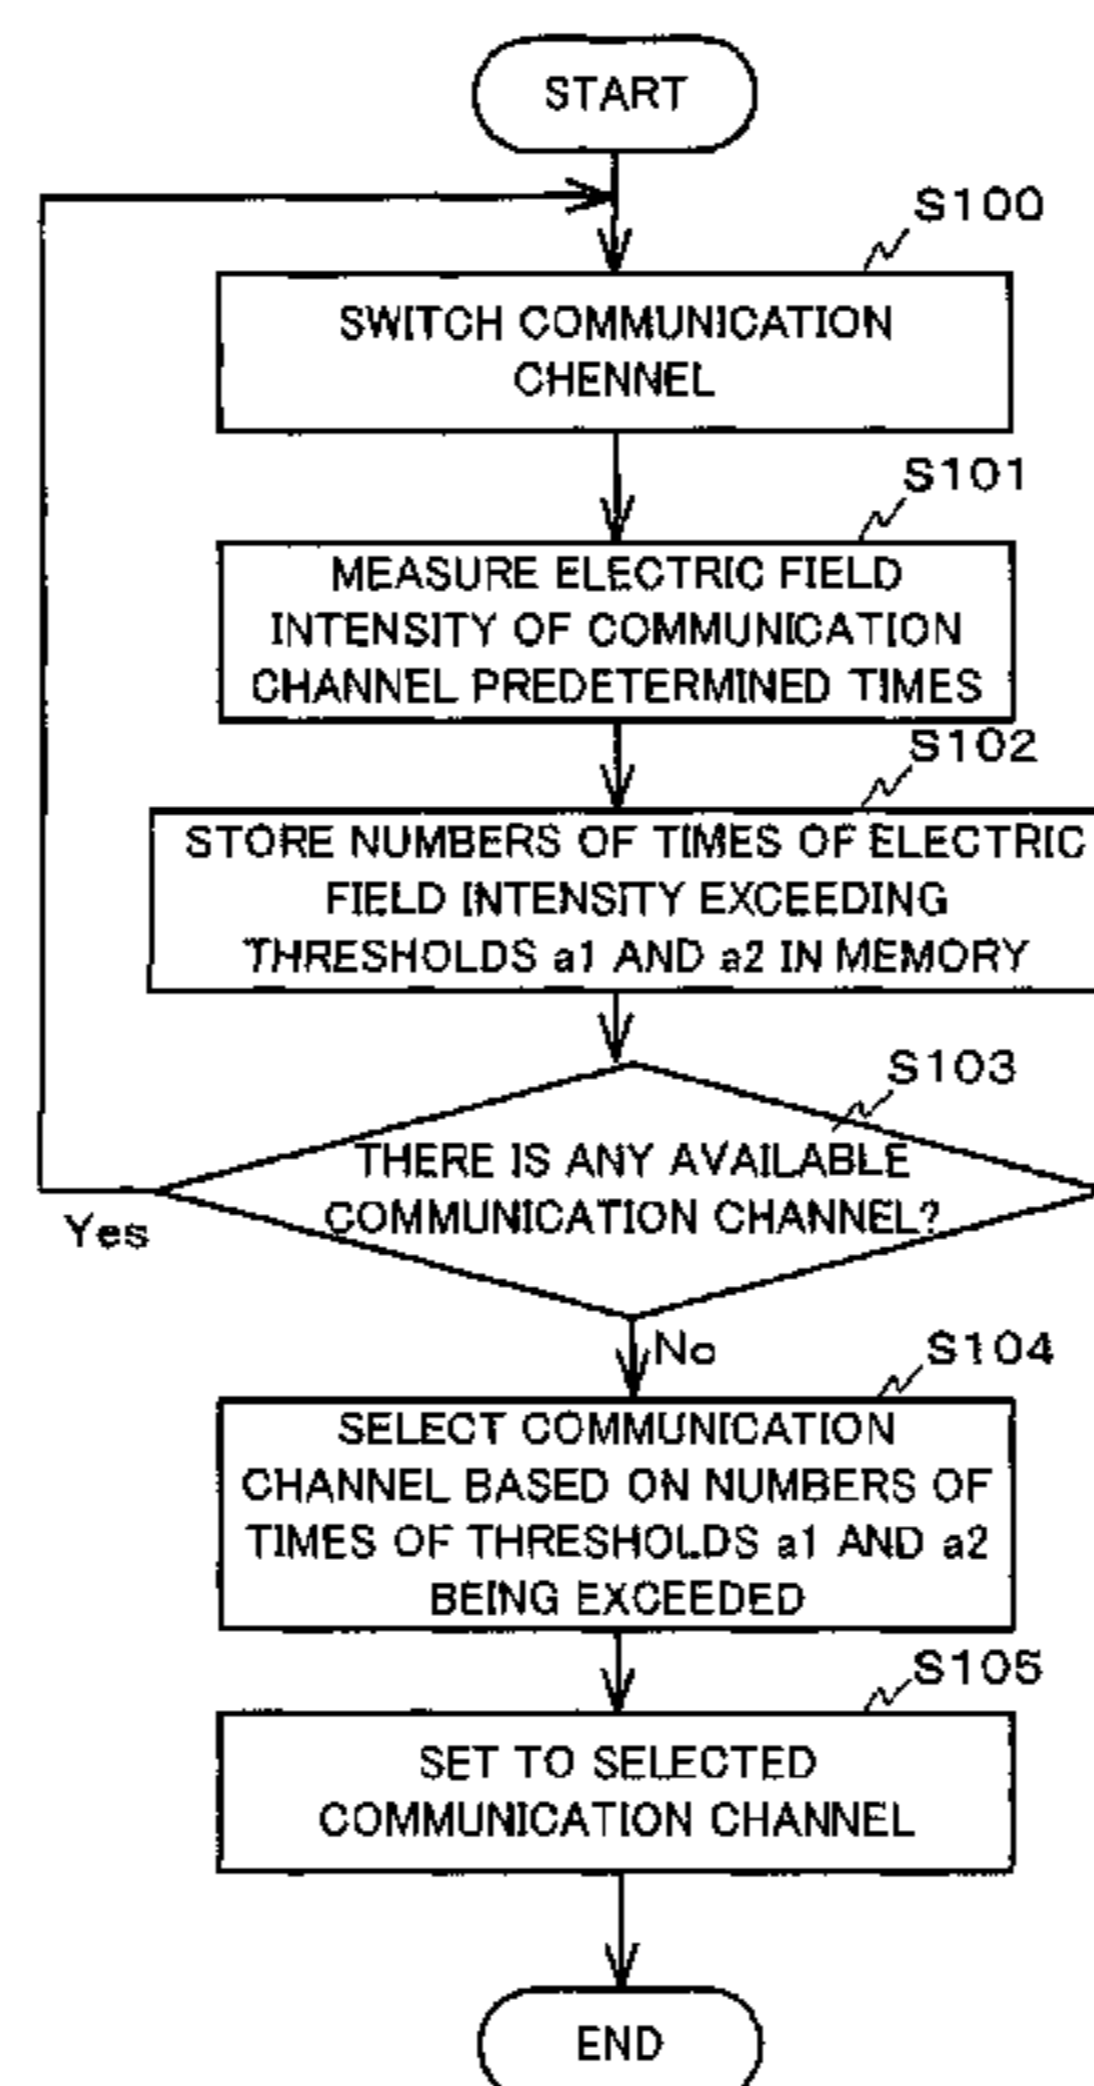 START
S100
SWITCH COMMUNICATION
CHENNEL
S101
MEASURE ELECTRIC FIELD
INTENSITY OF COMMUNICATION
CHANNEL PREDETERMINED TIMES
S102
STORE NUMBERS OF TIMES OF ELECTRIC
FIELD INTENSITY EXCEEDING
THRESHOLDS a1 AND a2 IN MEMORY
S103
THERE IS ANY AVAILABLE
COMMUNICATION CHANNEL?
Yes
No
S104
SELECT COMMUNICATION
CHANNEL BASED ON NUMBERS OF
TIMES OF THRESHOLDS a1 AND a2
BEING EXCEEDED
S105
SET TO SELECTED
COMMUNICATION CHANNEL
END